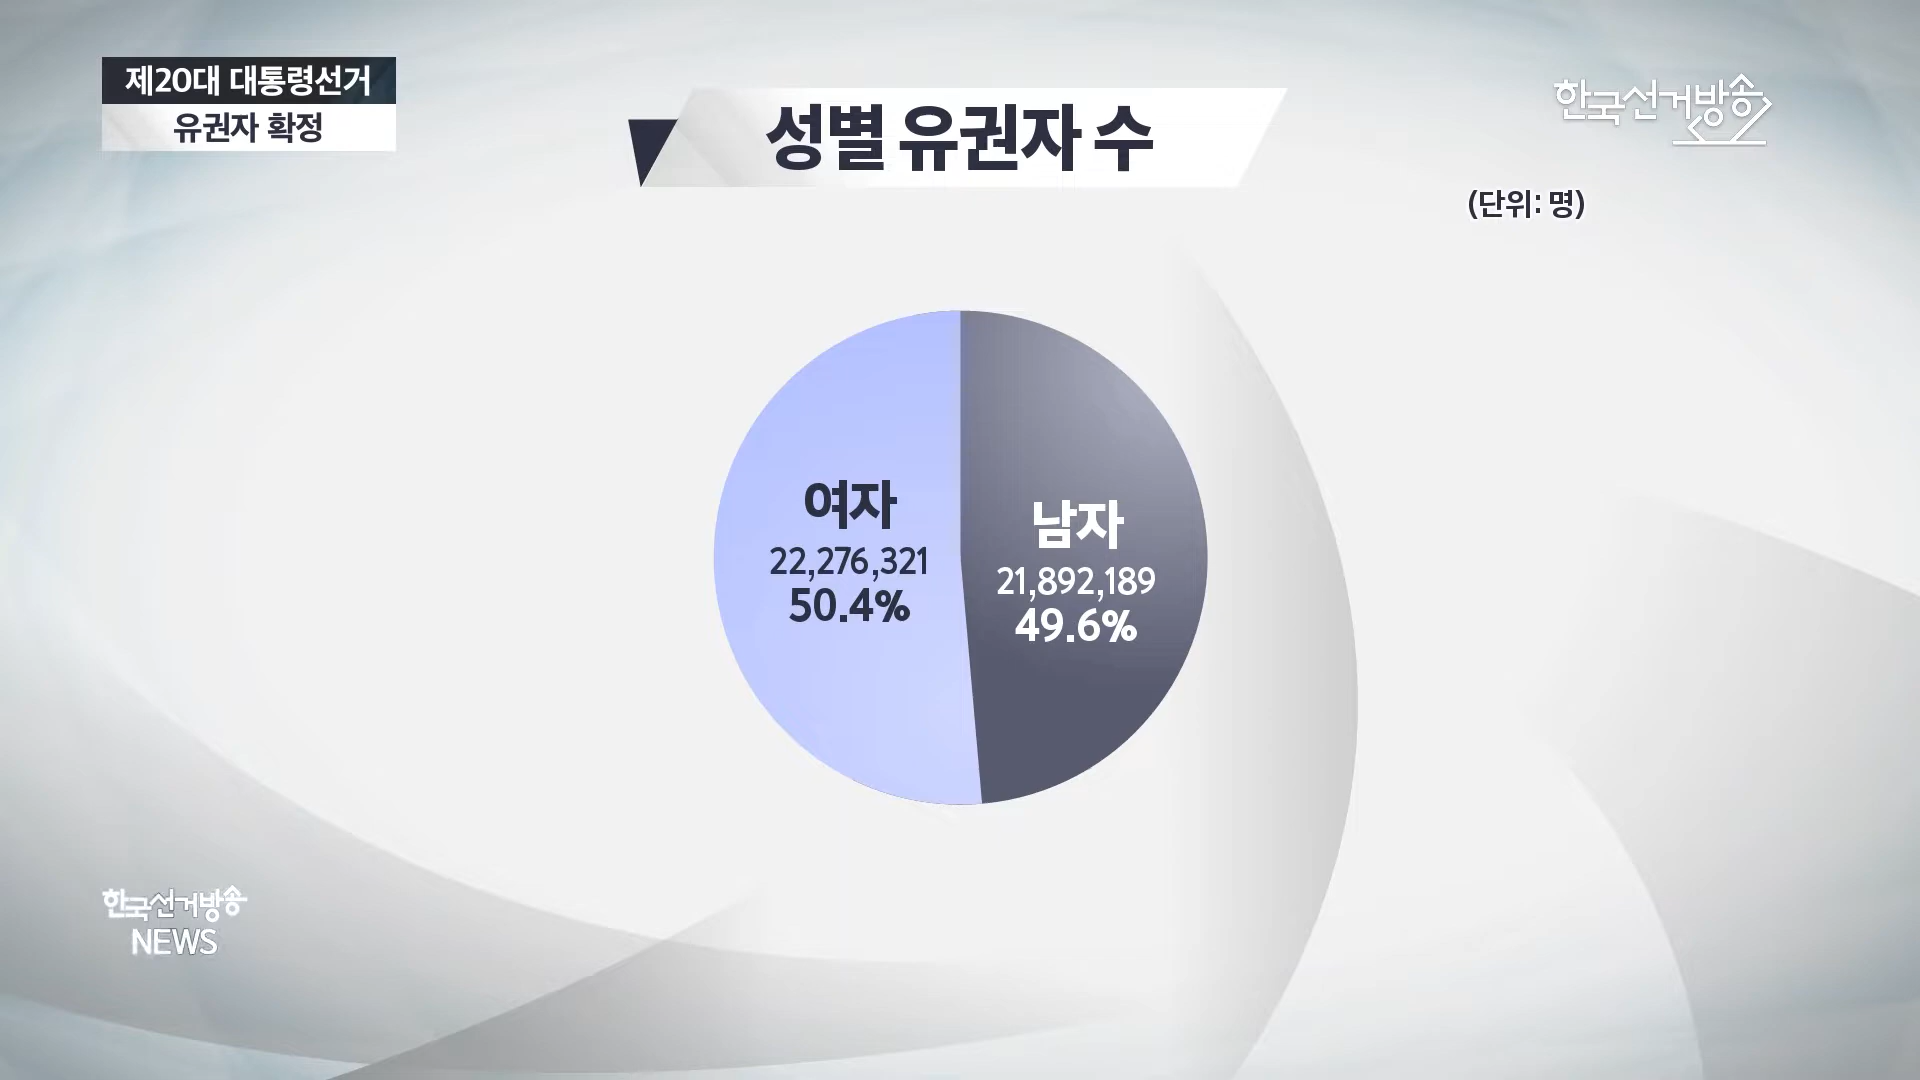 제20대 대통령선거
유권자 확정
성별 유권자 수
한국선거방송
(단위: 명)
여자
22,276,321
50.4%
남자
21,892,189
49.6%
한국선거방송
NEWS